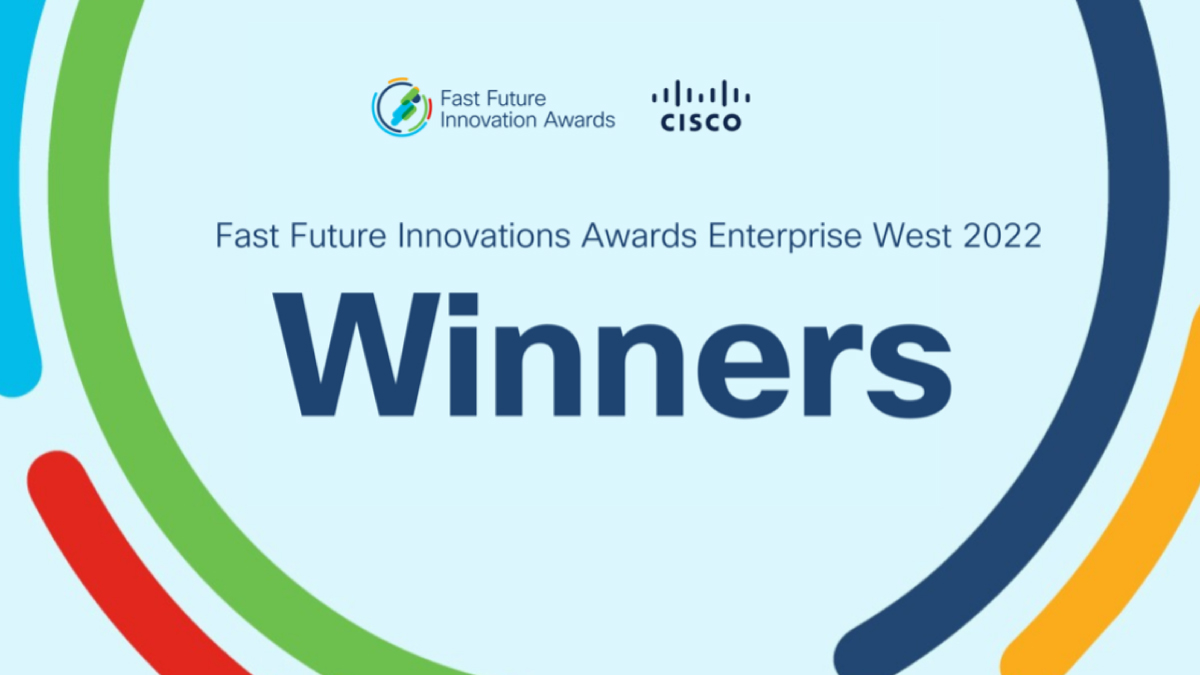 Fast Future
Innovation Awards
CISCO
Fast Future Innovations Awards Enterprise West 2022
Winners